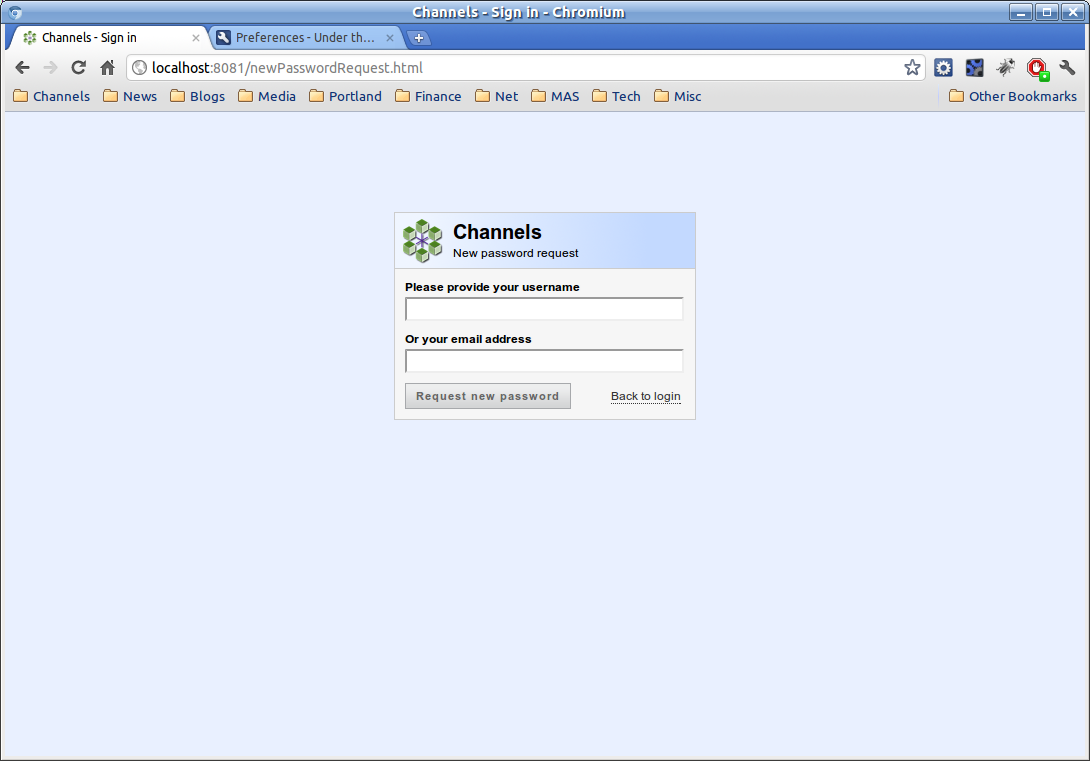 Channels - Sign in - Chromium
Channels - Sign in
Preferences - Under th...
localhost:8081/newPasswordRequest.html
Channels News Blogs Media Portland Finance Net MAS Tech Misc Other Bookmarks
Channels
New password request
Please provide your username
Or your email address
Request new password Back to login